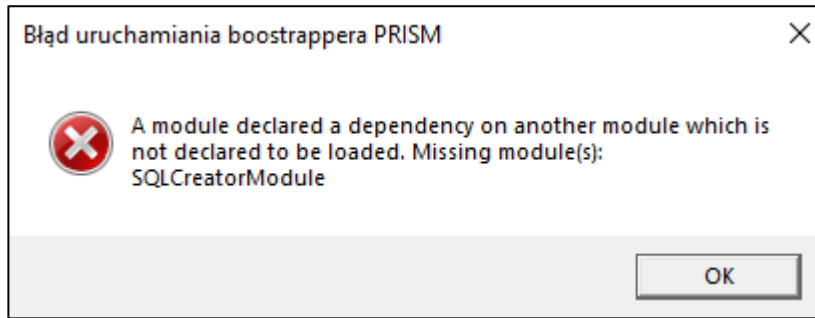 Błąd uruchamiania boostrappera PRISM
A module declared a dependency on another module which is
not declared to be loaded. Missing module(s):
SQLCreatorModule
OK